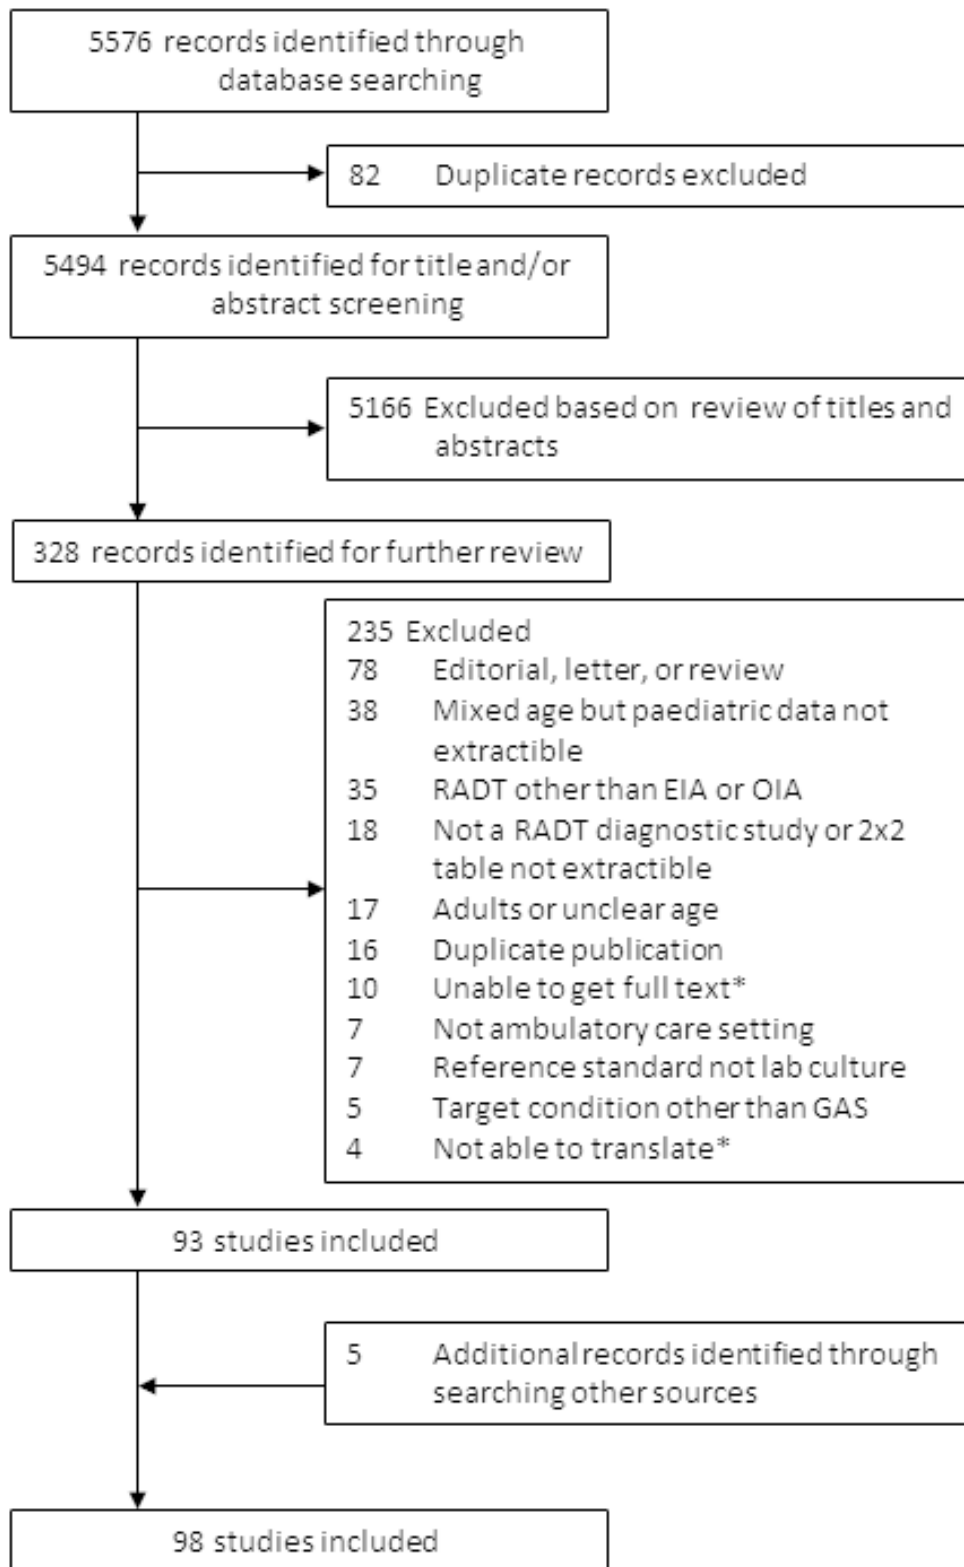 5576 records identified through
database searching
82 Duplicate records excluded
5494 records identified for title and/or
abstract screening
5166 Excluded based on review of titles and
abstracts
328 records identified for further review
235 Excluded
78 Editorial, letter, or review
38 Mixed age but paediatric data not
extractible
35 RADT other than EIA or OIA
18 Not a RADT diagnostic study or 2x2
table not extractible
17 Adults or unclear age
16 Duplicate publication
10 Unable to get full text*
7 Not ambulatory care setting
7 Reference standard not lab culture
5 Target condition other than GAS
4 Not able to translate*
93 studies included
5 Additional records identified through
searching other sources
98 studies included